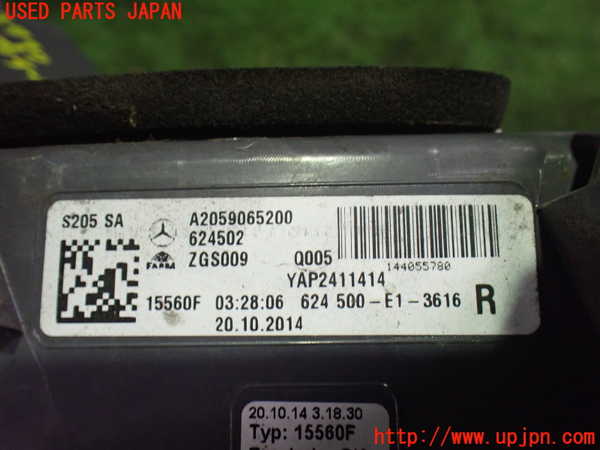 USED PARTS JAPAN
S205 SA
A2059065200
624502
ZGS009
Q005
144055780
YAP2411414
15560F 03:28:06 624 500-E1-3616 R
20.10.2014
20.10.14 3.18.30
Typ: 15560F
http://www.upjpn.com/